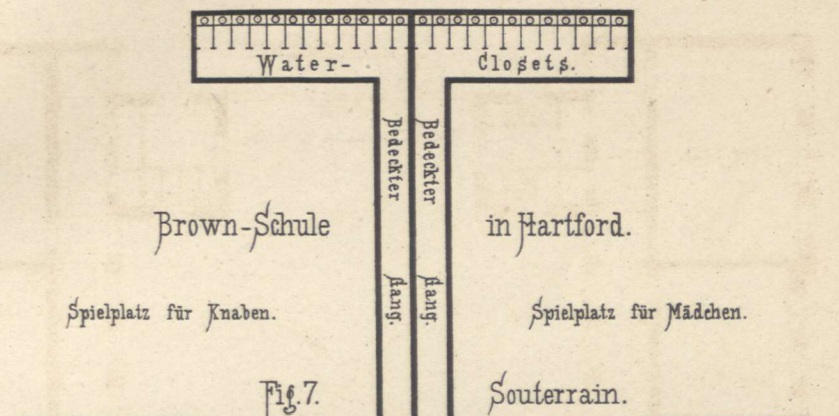 Water- Closets.
Bedeckter Gang.
Bedeckter Gang.
Brown-Schule in Hartford.
Spielplatz für Knaben. Spielplatz für Mädchen.
Fig. 7. Souterrain.